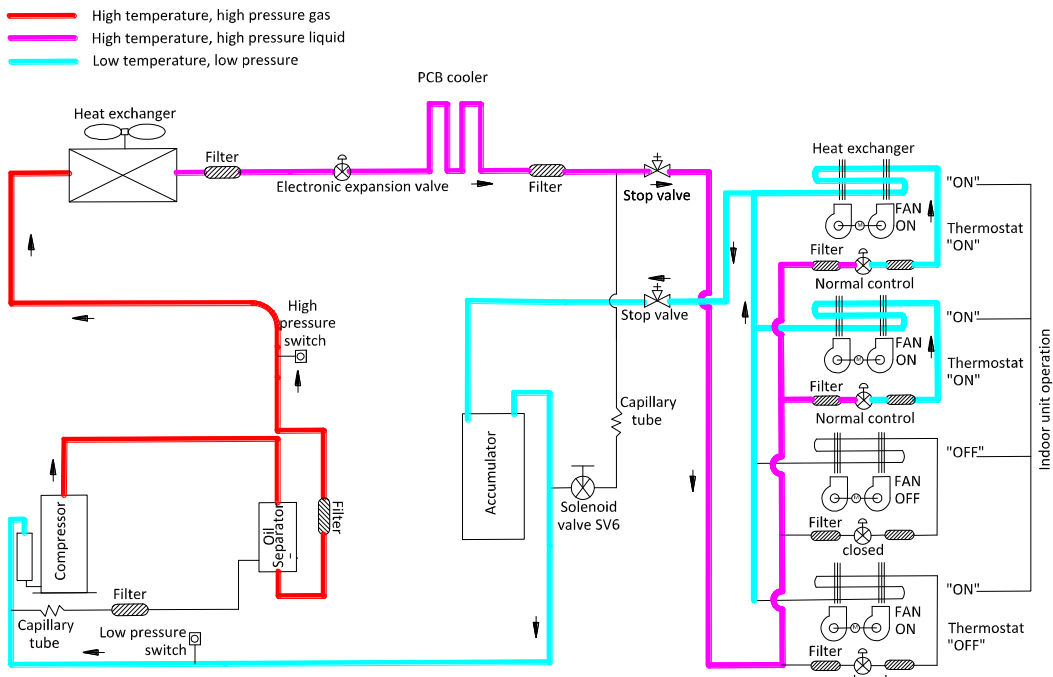 High temperature, high pressure gas
High temperature, high pressure liquid
Low temperature, low pressure
PCB cooler
Heat exchanger
Filter
Electronic expansion valve
Filter
Stop valve
Heat exchanger
"ON"
FAN
ON
M
Thermostat
"ON"
Filter
Normal control
High
pressure
switch
Stop valve
"ON"
FAN
ON
M
Thermostat
"ON"
Filter
Normal control
Indoor unit operation
Capillary
tube
Accumulator
"OFF"
FAN
OFF
M
Filter
closed
Solenoid
valve SV6
Compressor
Oil
Separator
Filter
"ON"
FAN
ON
M
Thermostat
"OFF"
Filter
Filter
Capillary
tube
Low pressure
switch